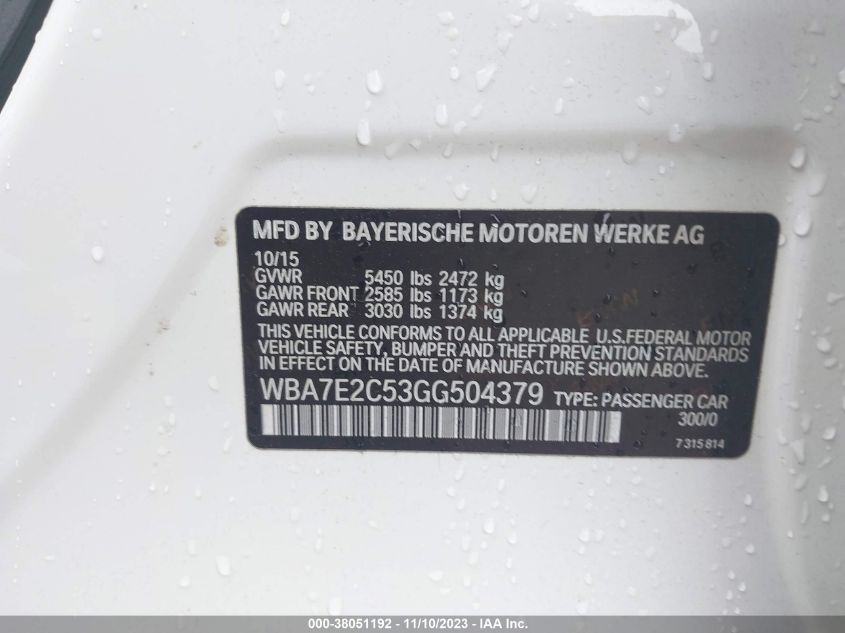 MFD BY BAYERISCHE MOTOREN WERKE AG
10/15
GVWR 5450 lbs 2472 kg
GAWR FRONT 2585 lbs 1173 kg
GAWR REAR 3030 lbs 1374 kg
THIS VEHICLE CONFORMS TO ALL APPLICABLE U.S.FEDERAL MOTOR
VEHICLE SAFETY, BUMPER AND THEFT PREVENTION STANDARDS
IN EFFECT ON THE DATE OF MANUFACTURE SHOWN ABOVE.
WBA7E2C53GG504379 TYPE: PASSENGER CAR
300/0
7 315 814
000-38051192 - 11/10/2023 - IAA Inc.